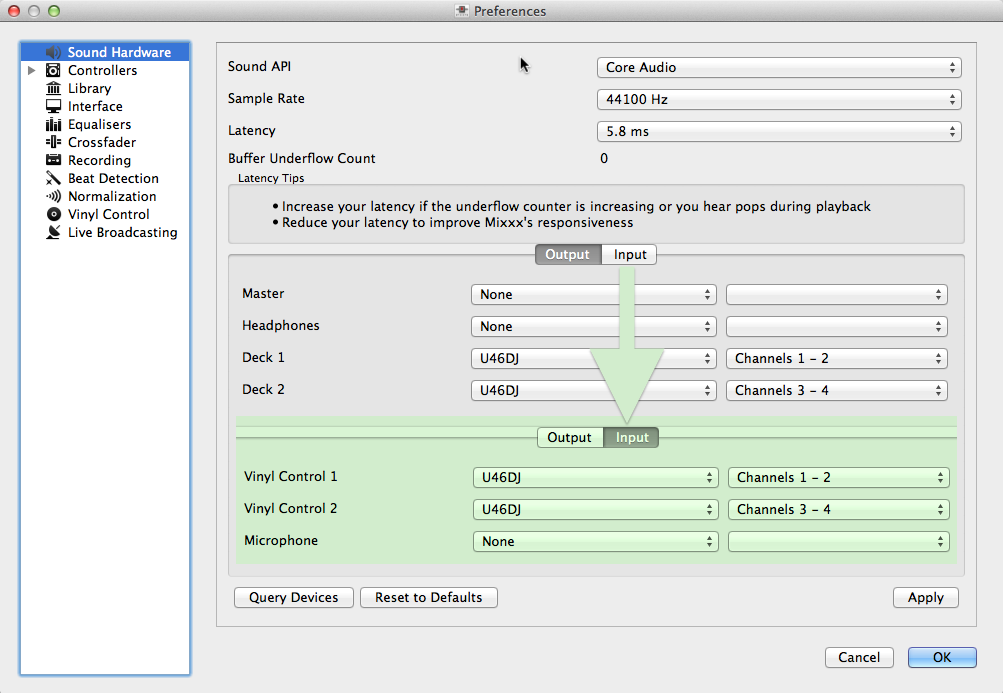 Preferences
Sound Hardware
Controllers
Library
Interface
Equalisers
Crossfader
Recording
Beat Detection
Normalization
Vinyl Control
Live Broadcasting
Sound API Core Audio
Sample Rate 44100 Hz
Latency 5.8 ms
Buffer Underflow Count 0
Latency Tips
• Increase your latency if the underflow counter is increasing or you hear pops during playback
• Reduce your latency to improve Mixxx's responsiveness
Output Input
Master None
Headphones None
Deck 1 U46DJ Channels 1 – 2
Deck 2 U46DJ Channels 3 – 4
Output Input
Vinyl Control 1 U46DJ Channels 1 – 2
Vinyl Control 2 U46DJ Channels 3 – 4
Microphone None
Query Devices Reset to Defaults Apply
Cancel OK